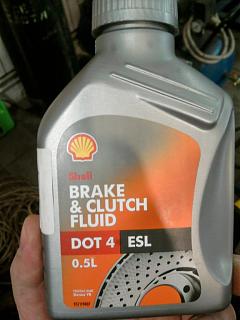 Shell
BRAKE
& CLUTCH
FLUID
DOT 4 ESL
0.5L